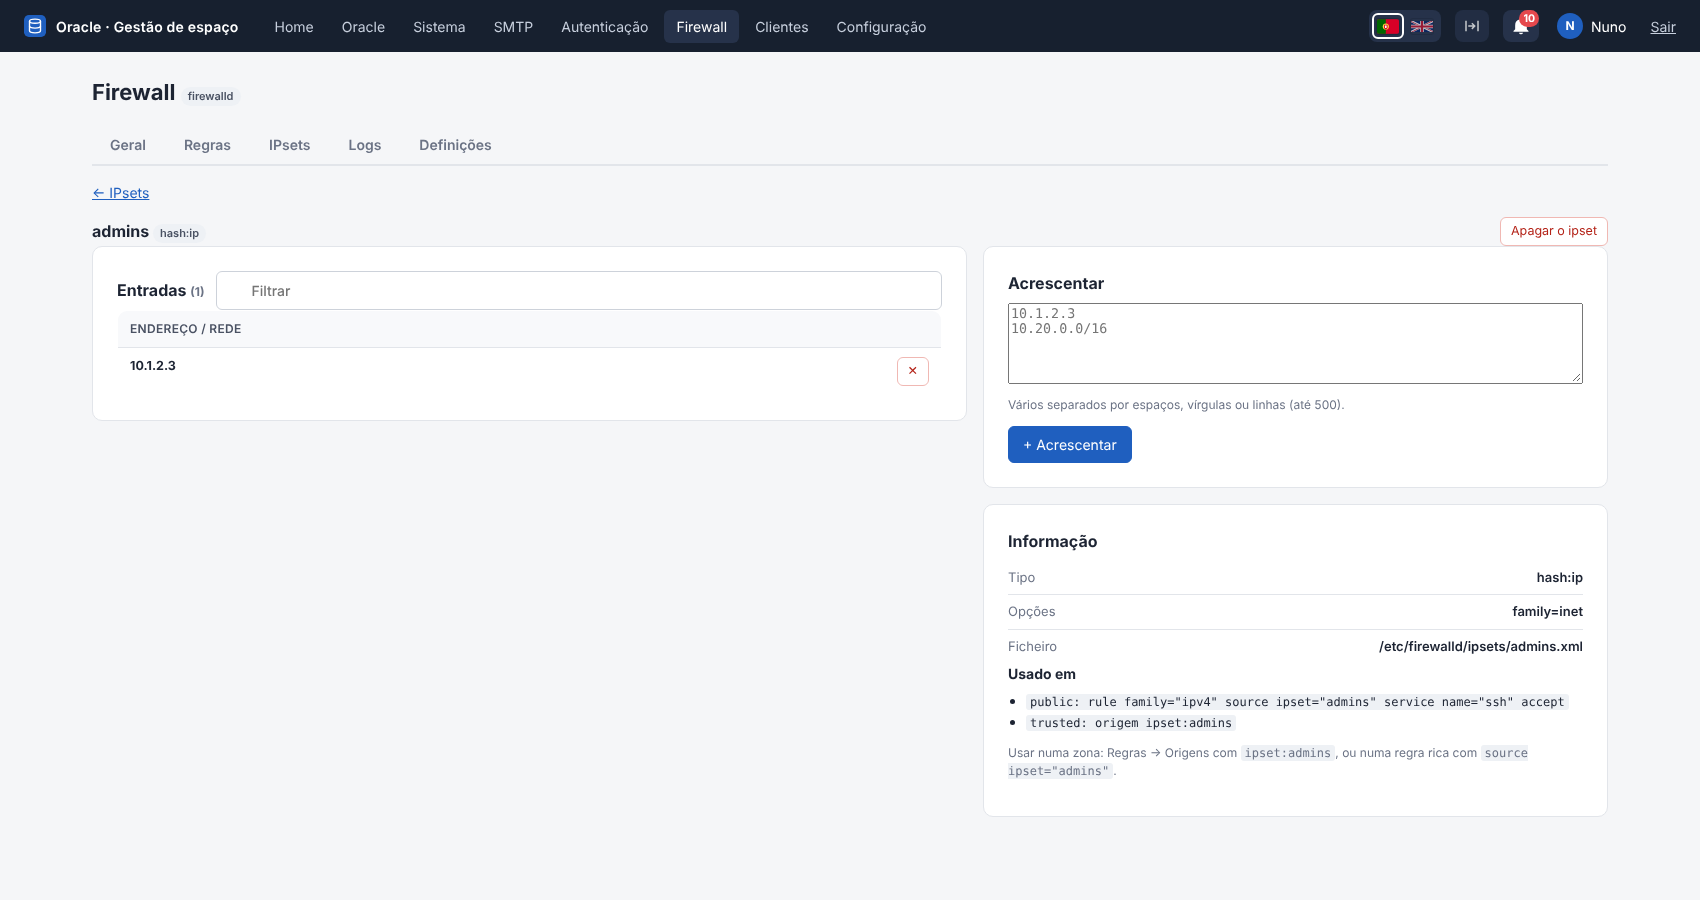 Oracle · Gestão de espaço
Home
Oracle
Sistema
SMTP
Autenticação
Firewall
Clientes
Configuração
10
N
Nuno
Sair
Firewall firewalld
Geral
Regras
IPsets
Logs
Definições
← IPsets
admins hash:ip
Apagar o ipset
Entradas (1)
Filtrar
ENDEREÇO / REDE
10.1.2.3
×
Acrescentar
10.1.2.3
10.20.0.0/16
Vários separados por espaços, vírgulas ou linhas (até 500).
+ Acrescentar
Informação
Tipo hash:ip
Opções family=inet
Ficheiro /etc/firewalld/ipsets/admins.xml
Usado em
public: rule family="ipv4" source ipset="admins" service name="ssh" accept
trusted: origem ipset:admins
Usar numa zona: Regras → Origens com ipset:admins, ou numa regra rica com source
ipset="admins".